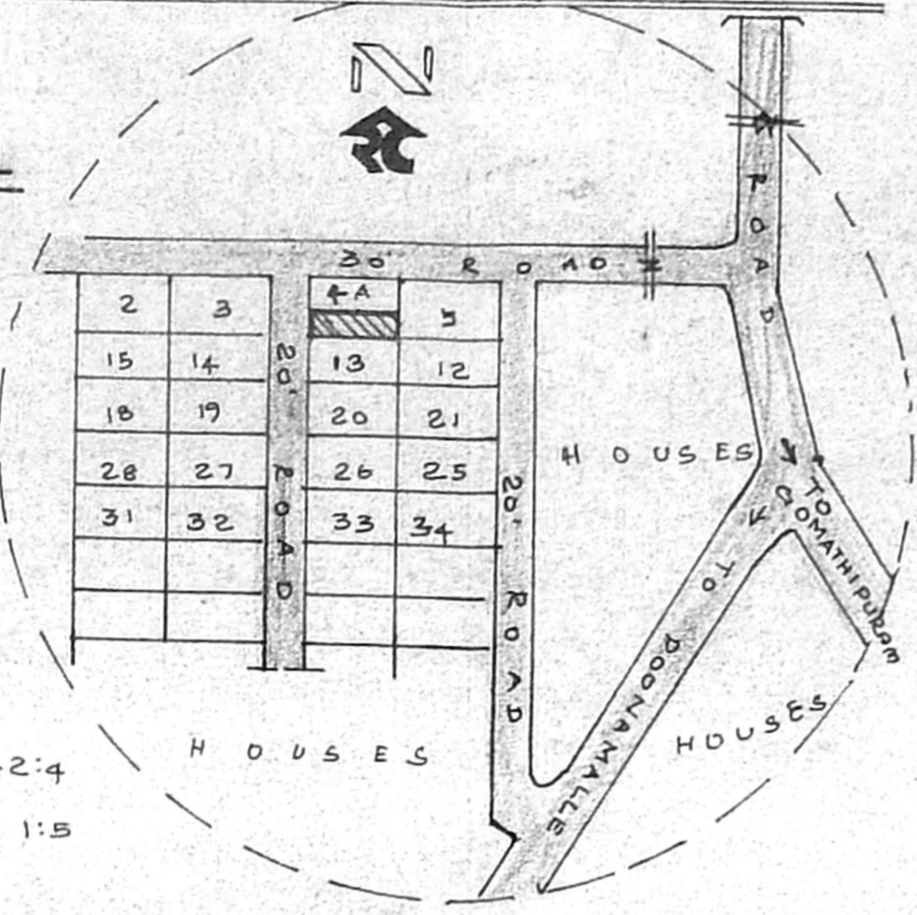 N
30' ROAD
ROAD
4A
2 3 5
15 14 13 12
18 19 20 21
28 27 26 25
31 32 33 34
20' ROAD
20' ROAD
HOUSES
TO GOMATHIPURAM
TO POONAMALLE
HOUSES
HOUSES
2:4
1:5